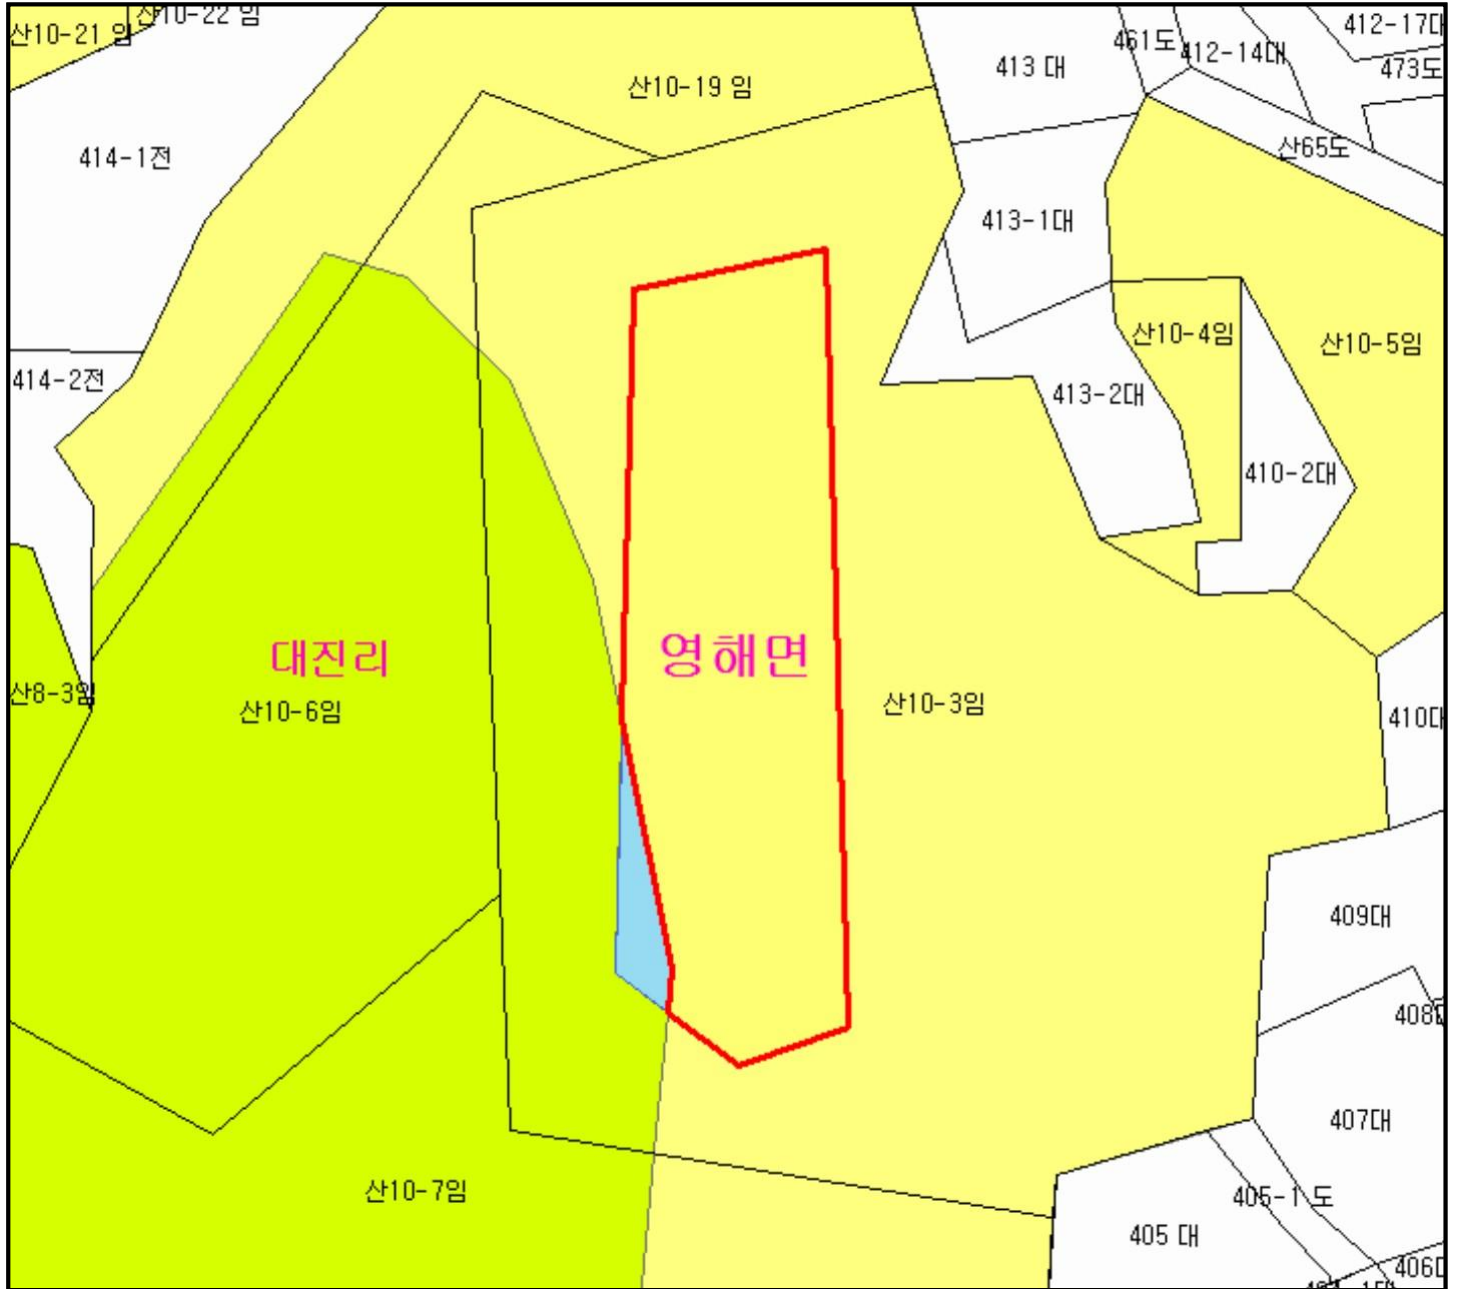 산10-22 임
산10-21 임
461도
412-17대
412-14대
413 대
473도
산10-19 임
산65도
414-1전
413-1대
산10-4임
산10-5임
414-2전
413-2대
410-2대
대진리
영해면
산8-3임
산10-6임
산10-3임
410대
409대
408대
407대
산10-7임
405-1 도
405 대
406대